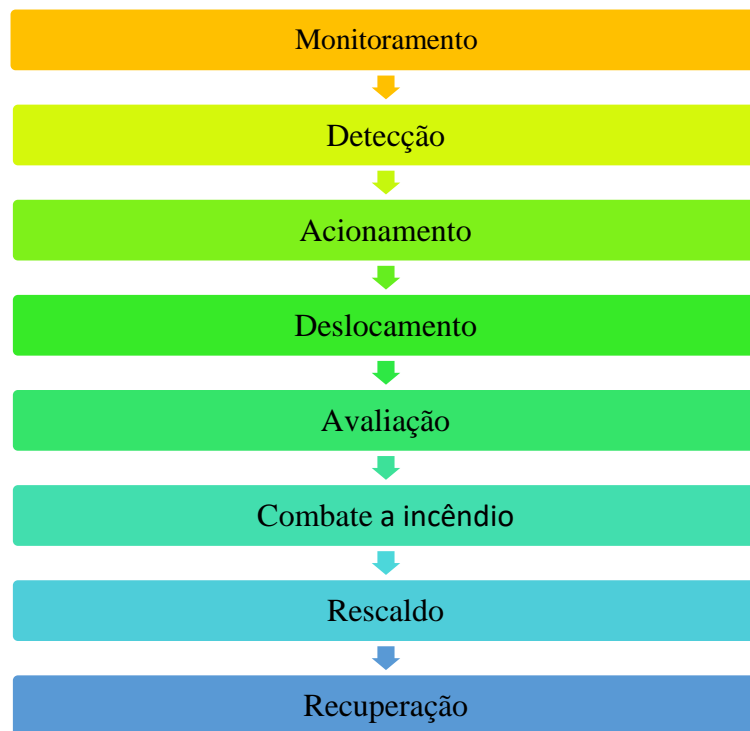 Monitoramento
Detecção
Acionamento
Deslocamento
Avaliação
Combate a incêndio
Rescaldo
Recuperação